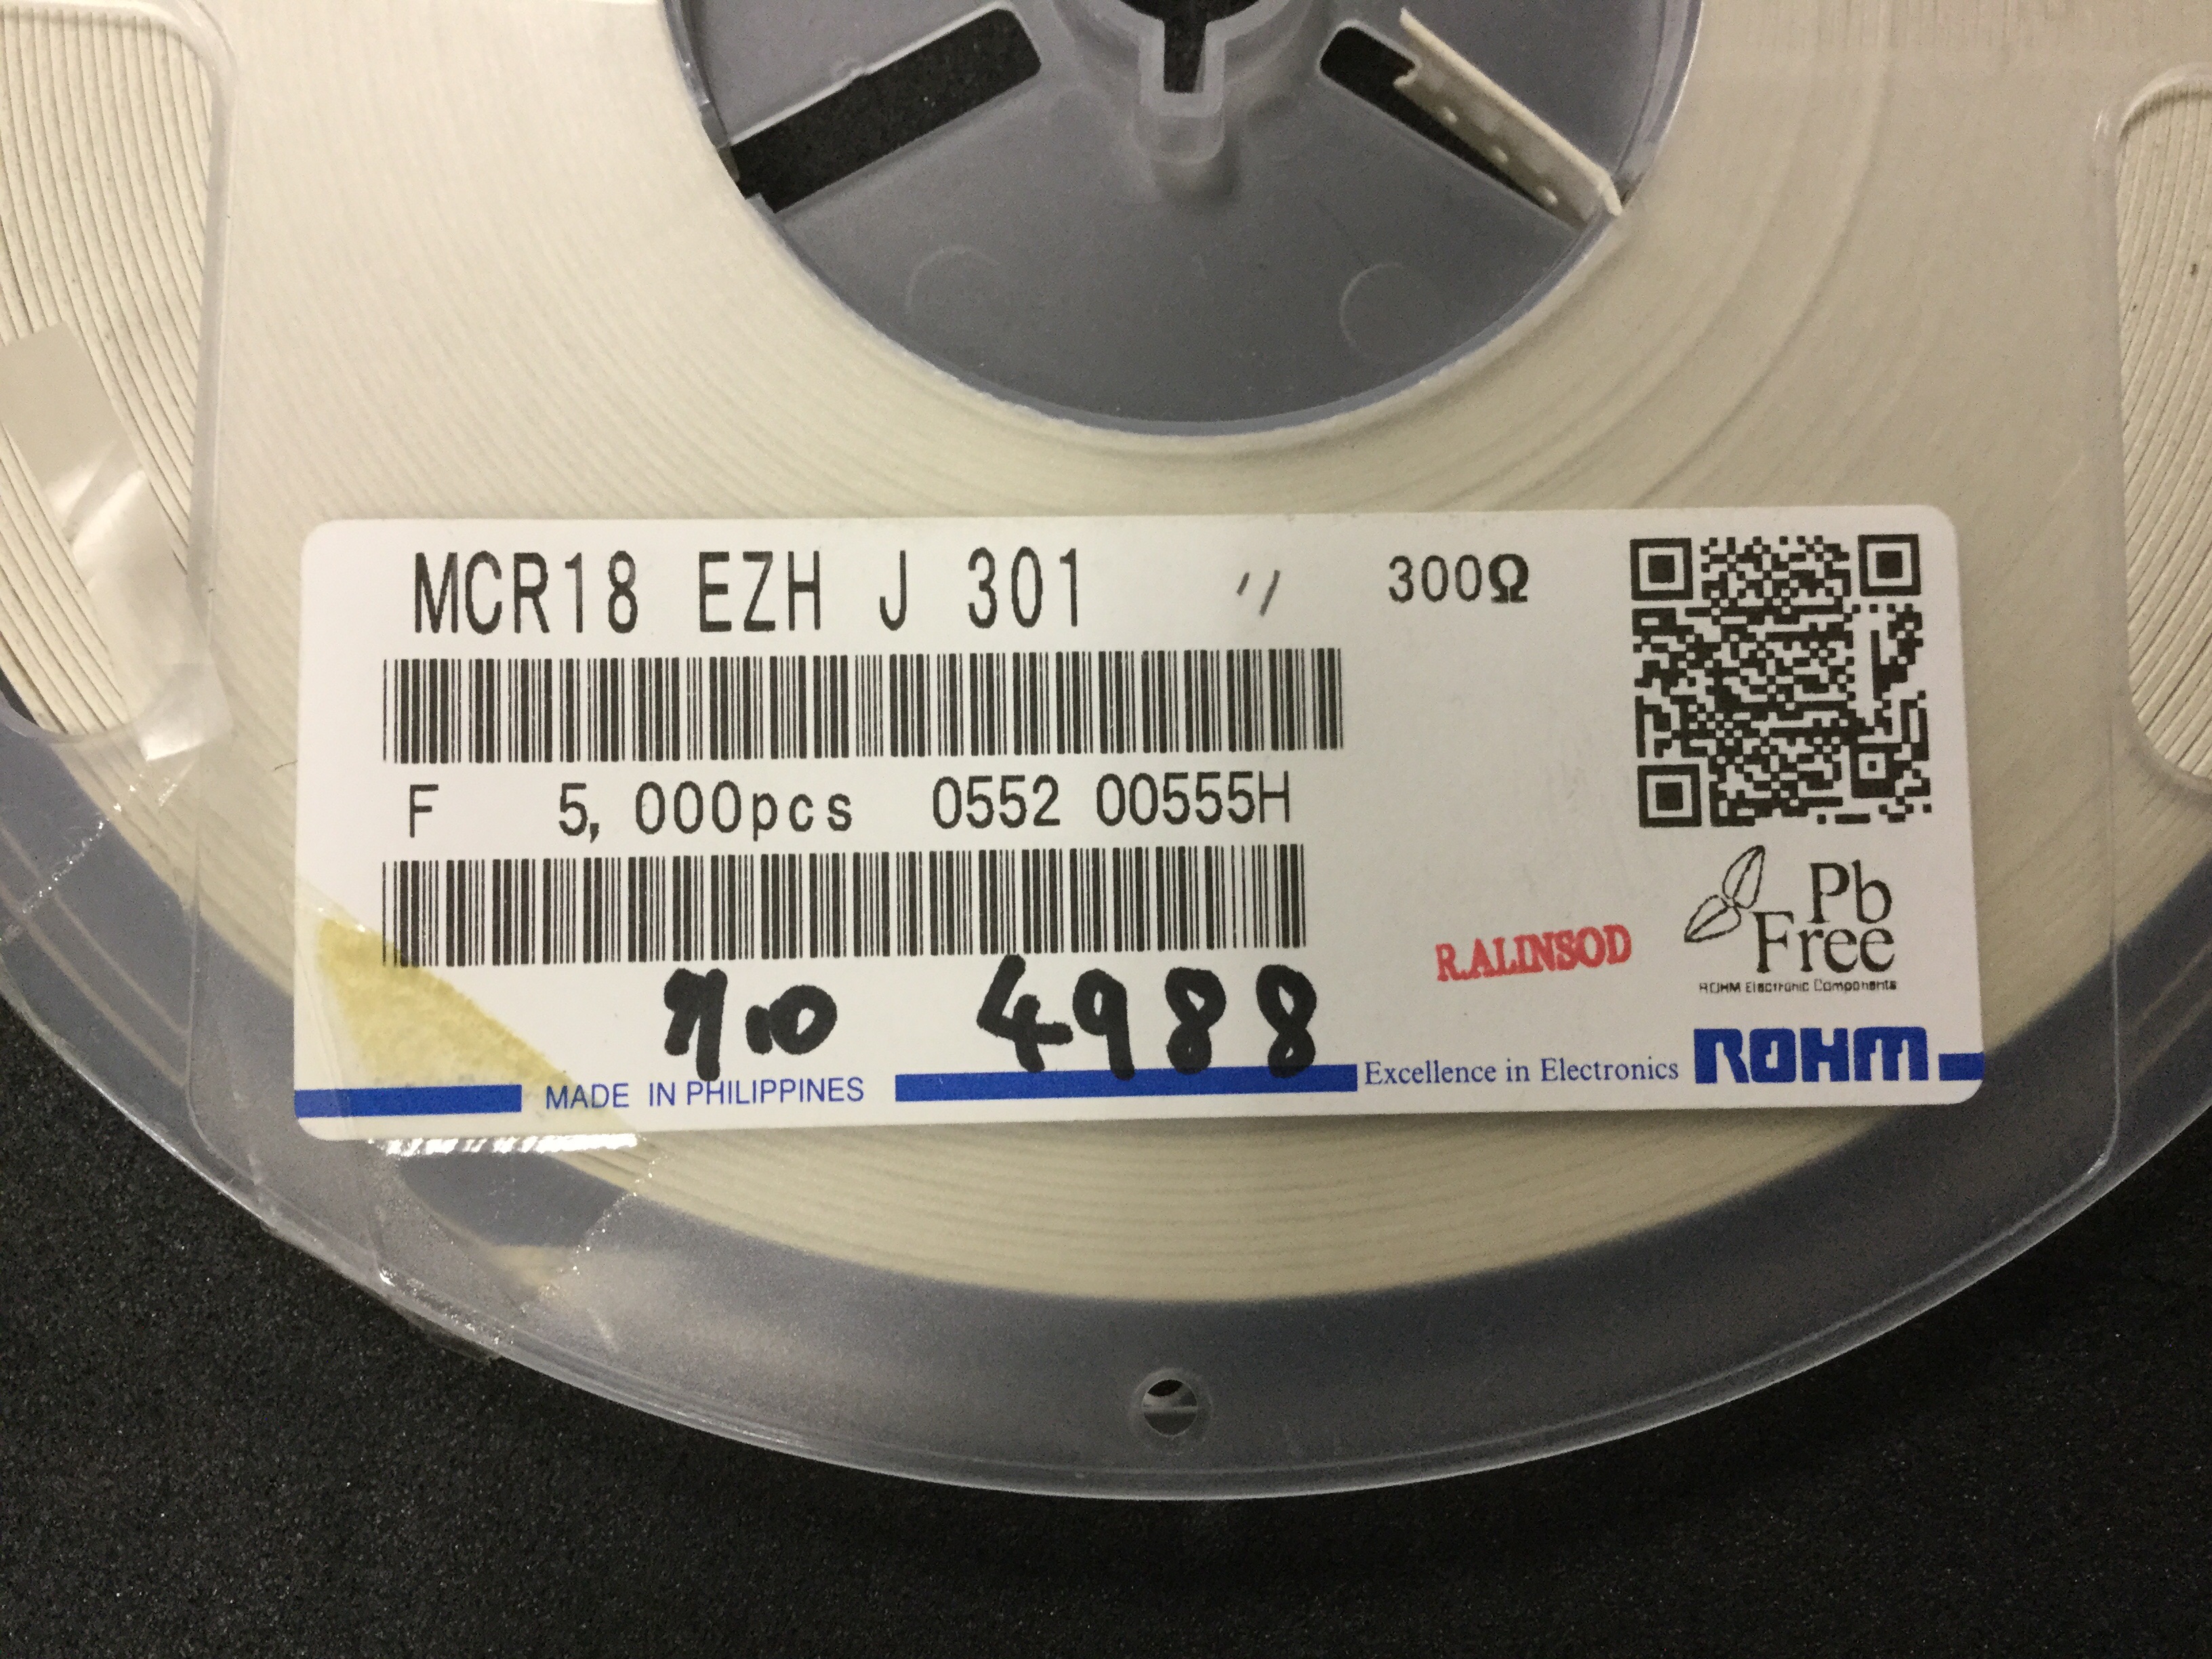 MCR18 EZH J 301 300Ω
F 5,000pcs 0552 00555H
R.ALINSOD
Pb
Free
ROHM Electronic Components
4988
MADE IN PHILIPPINES
Excellence in Electronics ROHM